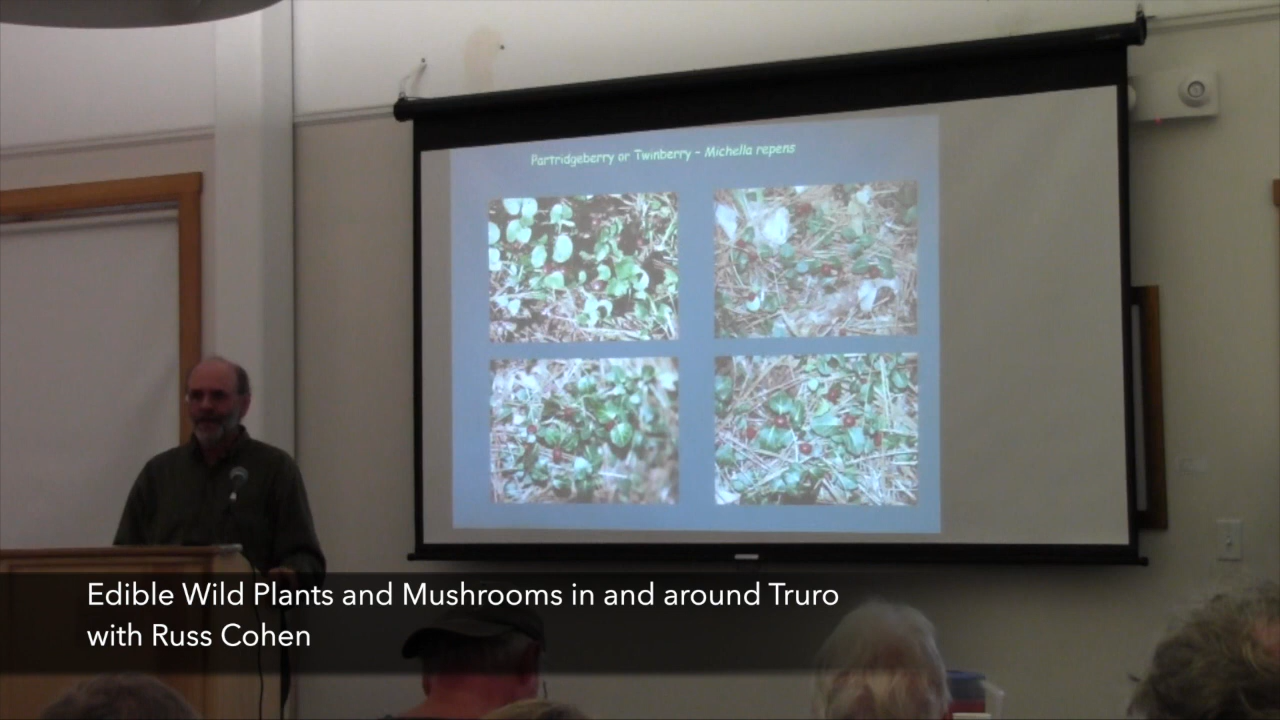 Partridgeberry or Twinberry – Michella repens
Edible Wild Plants and Mushrooms in and around Truro
with Russ Cohen